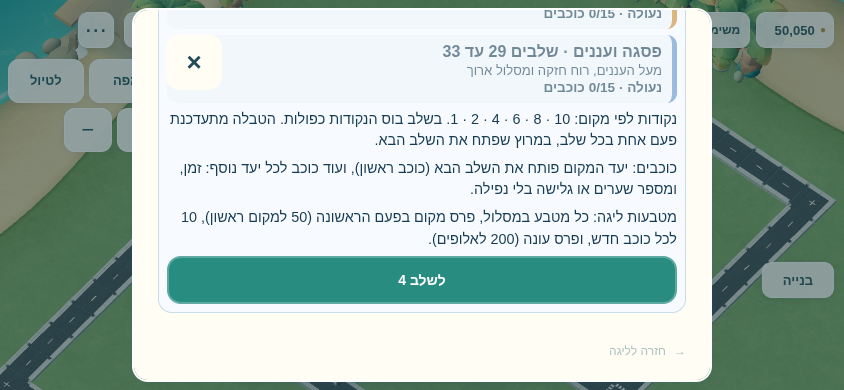 נעולה · 0/15 כוכבים
פסגה ועננים · שלבים 29 עד 33
מעל העננים, רוח חזקה ומסלול ארוך
נעולה · 0/15 כוכבים
×
נקודות לפי מקום: 10 · 8 · 6 · 4 · 2 · 1. בשלב בוס הנקודות כפולות. הטבלה מתעדכנת
פעם אחת בכל שלב, במרוץ שפתח את השלב הבא.
כוכבים: יעד המקום פותח את השלב הבא (כוכב ראשון), ועוד כוכב לכל יעד נוסף: זמן,
ומספר שערים או גלישה בלי נפילה.
מטבעות ליגה: כל מטבע במסלול, פרס מקום בפעם הראשונה (50 למקום ראשון), 10
לכל כוכב חדש, ופרס עונה (200 לאלופים).
לשלב 4
→ חזרה לליגה
50,050
משימ
...
לטיול
מפה
—
בנייה